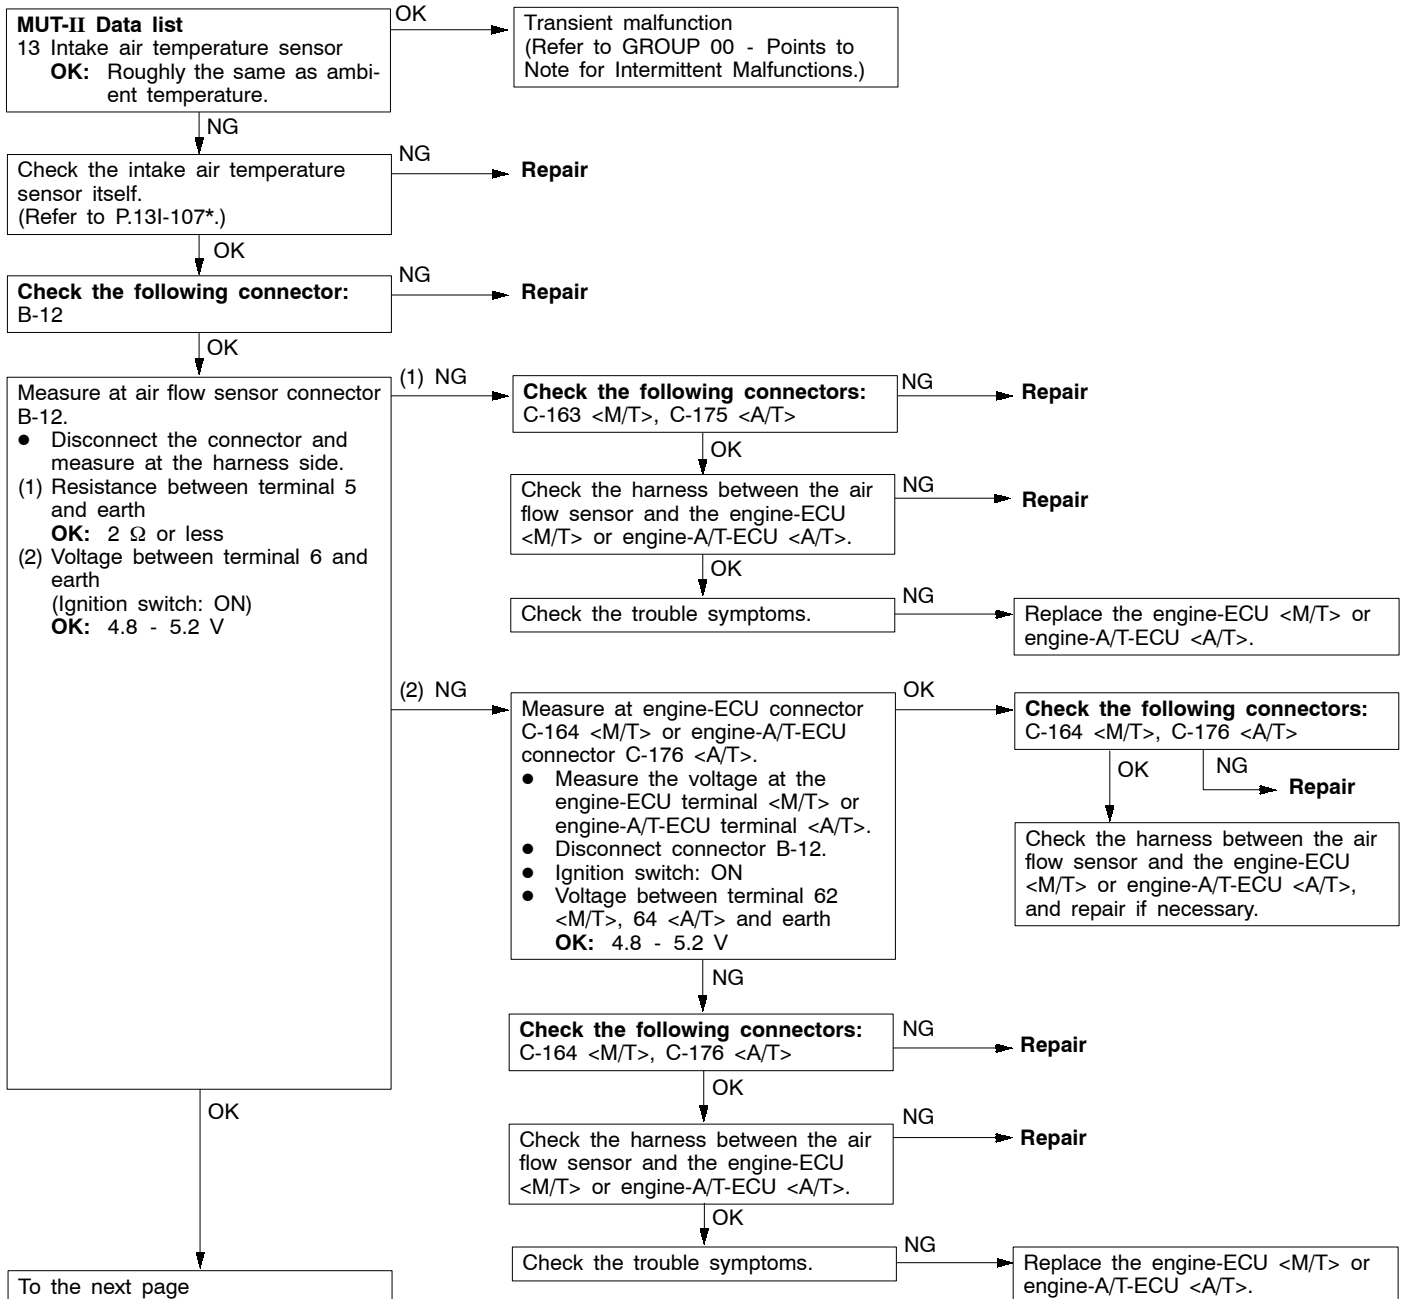 MUT-II Data list
13 Intake air temperature sensor
OK: Roughly the same as ambi-
ent temperature.
OK
Transient malfunction
(Refer to GROUP 00 - Points to
Note for Intermittent Malfunctions.)
NG
Check the intake air temperature
sensor itself.
(Refer to P.13I-107*.)
NG
Repair
OK
Check the following connector:
B-12
NG
Repair
OK
Measure at air flow sensor connector
B-12.
● Disconnect the connector and
measure at the harness side.
(1) Resistance between terminal 5
and earth
OK: 2 Ω or less
(2) Voltage between terminal 6 and
earth
(Ignition switch: ON)
OK: 4.8 - 5.2 V
(1) NG
Check the following connectors:
C-163 <M/T>, C-175 <A/T>
NG
Repair
OK
Check the harness between the air
flow sensor and the engine-ECU
<M/T> or engine-A/T-ECU <A/T>.
NG
Repair
OK
Check the trouble symptoms.
NG
Replace the engine-ECU <M/T> or
engine-A/T-ECU <A/T>.
(2) NG
Measure at engine-ECU connector
C-164 <M/T> or engine-A/T-ECU
connector C-176 <A/T>.
● Measure the voltage at the
engine-ECU terminal <M/T> or
engine-A/T-ECU terminal <A/T>.
● Disconnect connector B-12.
● Ignition switch: ON
● Voltage between terminal 62
<M/T>, 64 <A/T> and earth
OK: 4.8 - 5.2 V
OK
Check the following connectors:
C-164 <M/T>, C-176 <A/T>
OK
NG
Repair
Check the harness between the air
flow sensor and the engine-ECU
<M/T> or engine-A/T-ECU <A/T>,
and repair if necessary.
NG
Check the following connectors:
C-164 <M/T>, C-176 <A/T>
NG
Repair
OK
Check the harness between the air
flow sensor and the engine-ECU
<M/T> or engine-A/T-ECU <A/T>.
NG
Repair
OK
Check the trouble symptoms.
NG
Replace the engine-ECU <M/T> or
engine-A/T-ECU <A/T>.
OK
To the next page